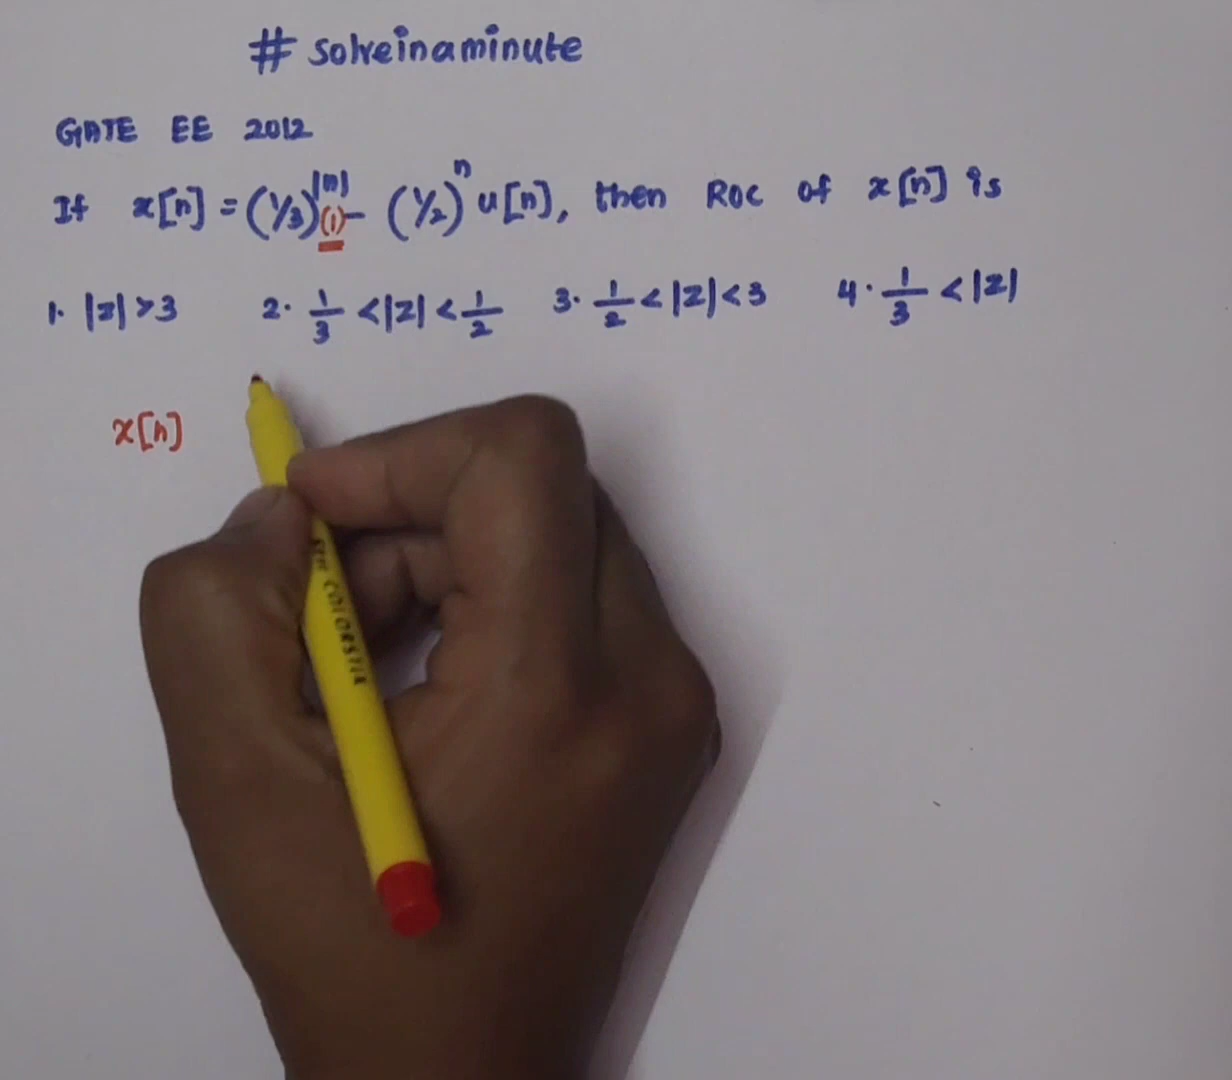 # solveinaminute
GATE EE 2012
If x[n] = (1/3)^|n| (1) - (1/2)^n u[n], then ROC of x[n] is
1. |z| > 3 2. 1/3 < |z| < 1/2 3. 1/2 < |z| < 3 4. 1/3 < |z|
x[n]